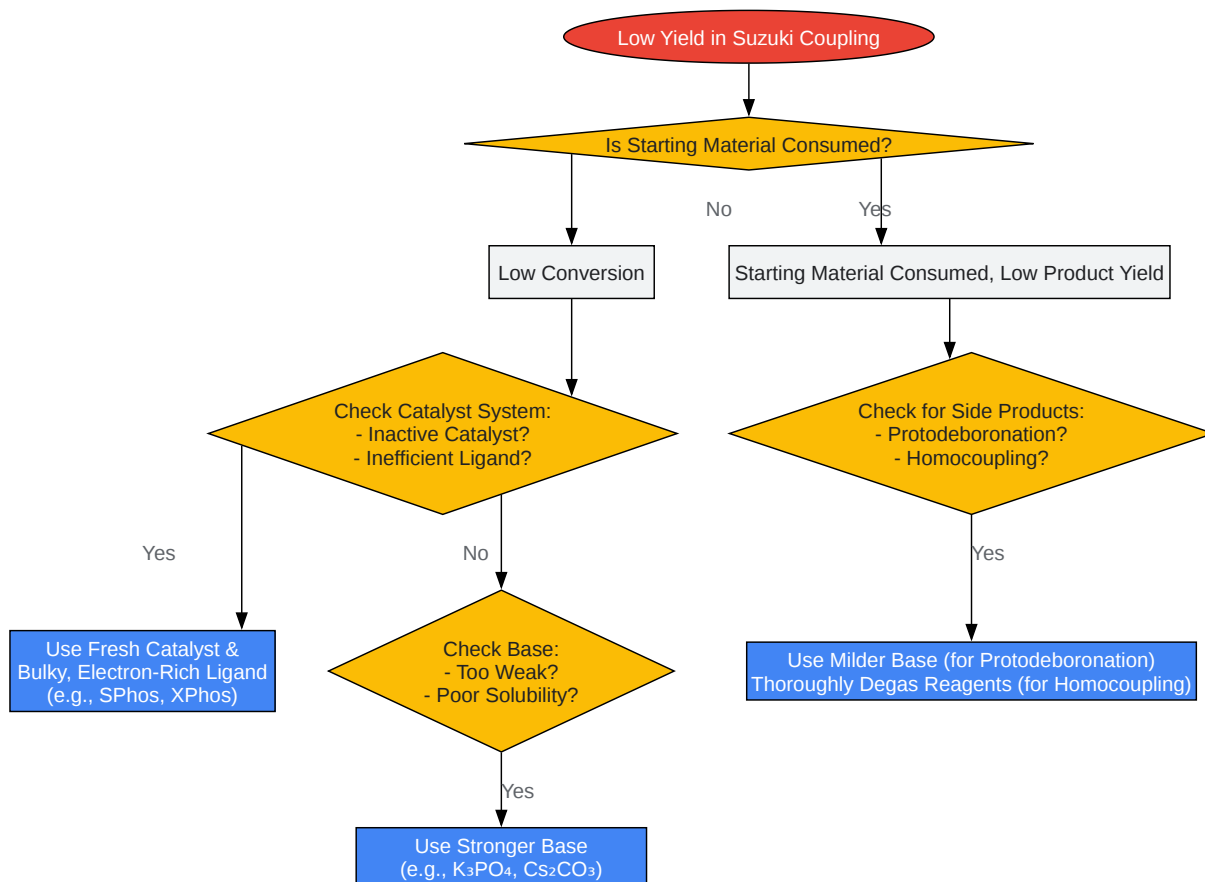 Low Yield in Suzuki Coupling
Is Starting Material Consumed?
No
Yes
Low Conversion
Starting Material Consumed, Low Product Yield
Check Catalyst System:
- Inactive Catalyst?
- Inefficient Ligand?
Check for Side Products:
- Protodeboronation?
- Homocoupling?
Yes
No
Yes
Use Fresh Catalyst &
Bulky, Electron-Rich Ligand
(e.g., SPhos, XPhos)
Check Base:
- Too Weak?
- Poor Solubility?
Use Milder Base (for Protodeboronation)
Thoroughly Degas Reagents (for Homocoupling)
Yes
Use Stronger Base
(e.g., K₃PO₄, Cs₂CO₃)